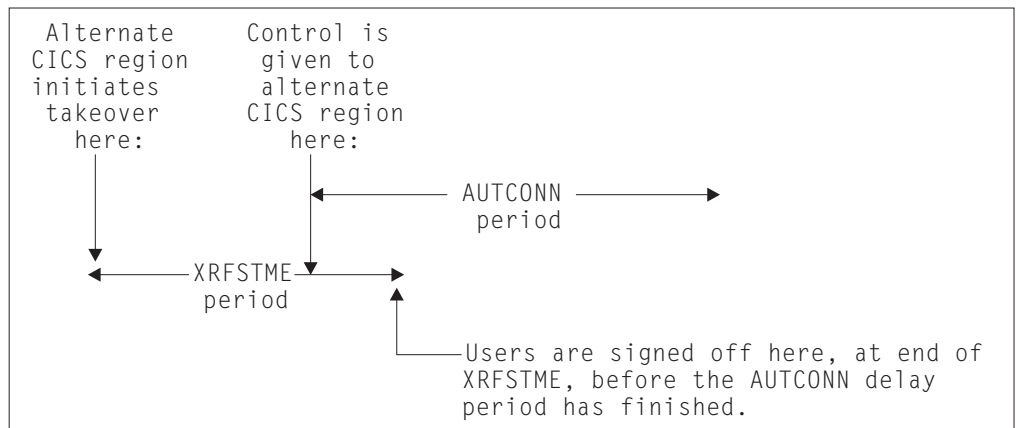 Alternate
CICS region
initiates
takeover
here:
Control is
given to
alternate
CICS region
here:
AUTCONN
period
XRFSTME
period
Users are signed off here, at end of
XRFSTME, before the AUTCONN delay
period has finished.